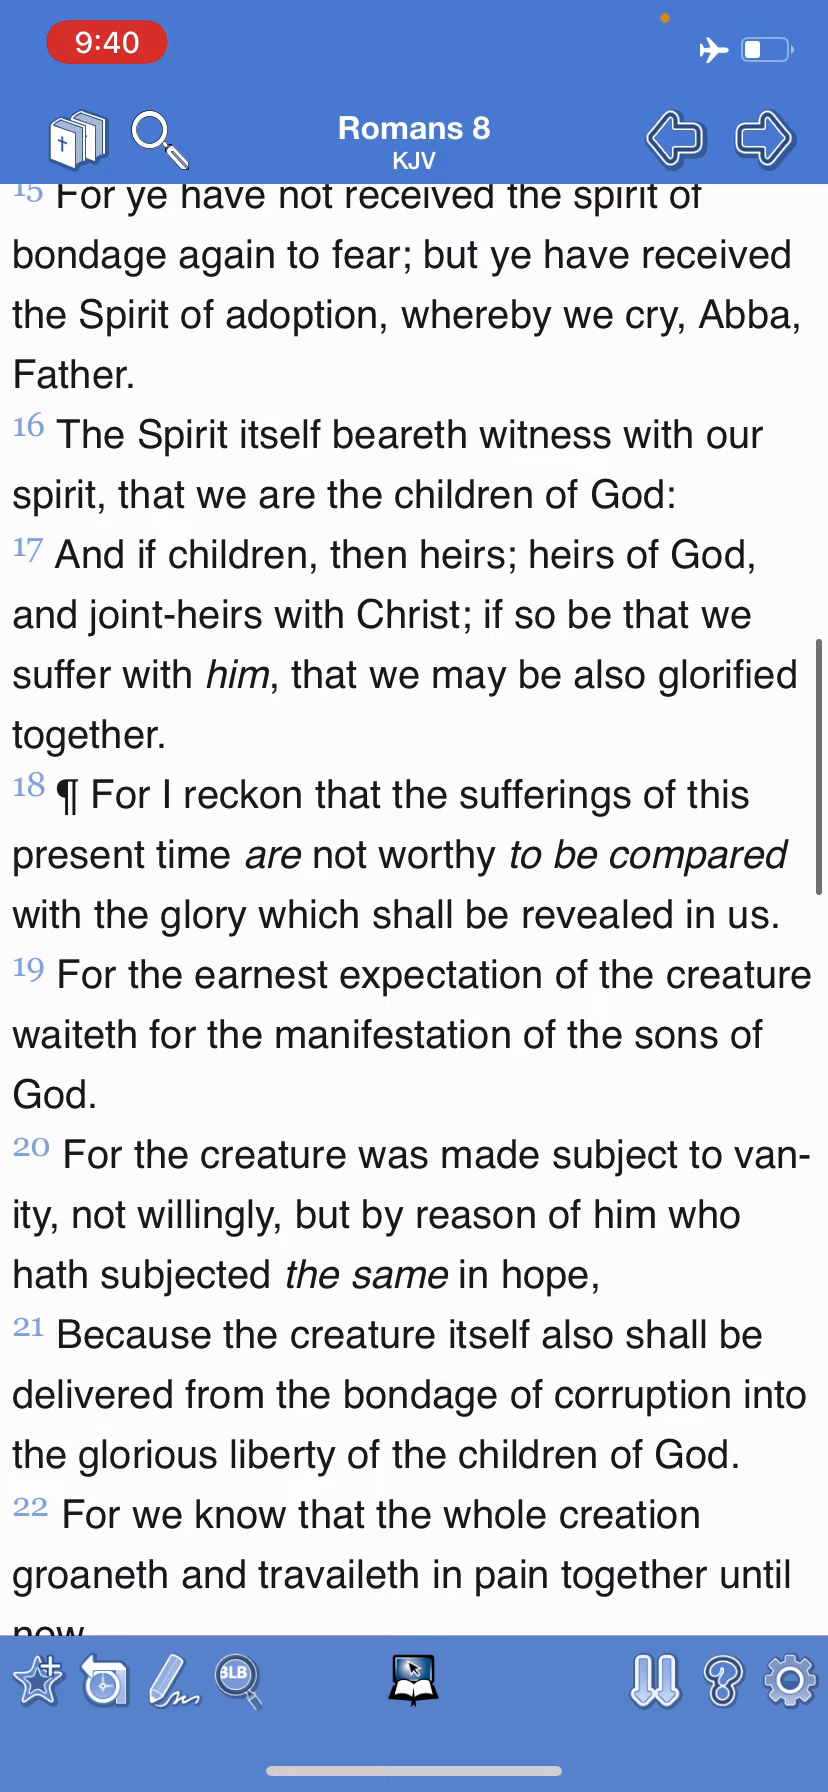 9:40
Romans 8
KJV
15 For ye have not received the spirit of
bondage again to fear; but ye have received
the Spirit of adoption, whereby we cry, Abba,
Father.
16 The Spirit itself beareth witness with our
spirit, that we are the children of God:
17 And if children, then heirs; heirs of God,
and joint-heirs with Christ; if so be that we
suffer with him, that we may be also glorified
together.
18 ¶ For I reckon that the sufferings of this
present time are not worthy to be compared
with the glory which shall be revealed in us.
19 For the earnest expectation of the creature
waiteth for the manifestation of the sons of
God.
20 For the creature was made subject to van-
ity, not willingly, but by reason of him who
hath subjected the same in hope,
21 Because the creature itself also shall be
delivered from the bondage of corruption into
the glorious liberty of the children of God.
22 For we know that the whole creation
groaneth and travaileth in pain together until
now
BLB